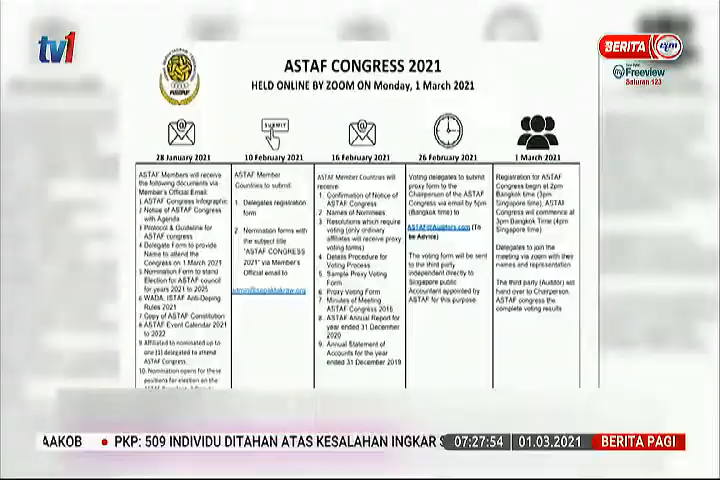 tv1
BERITA rtm
myFreeview
Saluran 123
ASTAF CONGRESS 2021
HELD ONLINE BY ZOOM ON Monday, 1 March 2021
SUBMIT
28 January 2021
ASTAF Members will receive
the following documents via
Member's Official Email:
1 ASTAF Congress Infographic
2 Notice of ASTAF Congress
with Agenda
3 Protocol & Guideline for
ASTAF congress
4 Delegate Form to provide
Name to attend the
Congress on 1 March 2021
5 Nomination Form to stand
Election for ASTAF council
for years 2021 to 2025
6 WADA, ISTAF Anti-Doping
Rules 2021
7 Copy of ASTAF Constitution
8 ASTAF Event Calendar 2021
to 2022
9 Affiliated to nominated up to
one (1) delegated to attend
ASTAF Congress.
10. Nomination opens for these
positions for election on the
10 February 2021
ASTAF Member
Countries to submit:
1 Delegates registration
form
2 Nomination forms with
the subject title
"ASTAF CONGRESS
2021" via Member's
Official email to
admin@sepaktakraw.org
16 February 2021
ASTAF Member Countries will
receive:
1. Confirmation of Notice of
ASTAF Congress
2. Names of Nominees
3. Resolutions which require
voting (only ordinary
affiliates will receive proxy
voting forms)
4 Details Procedure for
Voting Process
5 Sample Proxy Voting
Form
6 Proxy Voting Form
7 Minutes of Meeting
ASTAF Congress
8 ASTAF Annual Report for
year ended 31 December
2020
9. Annual Statement of
Accounts for the year
ended 31 December 2019
26 February 2021
Voting delegates to submit
proxy form to the
Chairperson of the ASTAF
Congress via email by 5pm
(Bangkok time) to
ASTAF@Auditors.com (To
be Advice)
The voting form will be sent
to the third party
independent directly to
Singapore public
Accountant appointed by
ASTAF for this purpose.
1 March 2021
Registration for ASTAF
Congress begin at 2pm
Bangkok time (3pm
Singapore time), ASTAF
Congress will commence at
3pm Bangkok Time (4pm
Singapore time).
Delegates to join the
meeting via zoom with their
names and representation
The third party (Auditor) will
hand over to Chairperson,
ASTAF congress the
complete voting results
AAKOB • PKP: 509 INDIVIDU DITAHAN ATAS KESALAHAN INGKAR S 07:27:54 01.03.2021 BERITA PAGI